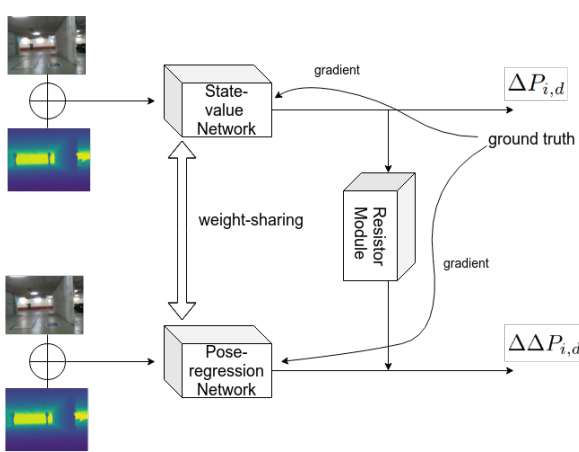 gradient
State-
value
Network
ΔP_{i,d}
ground truth
Resistor
Module
weight-sharing
gradient
Pose-
regression
Network
ΔΔP_{i,d}